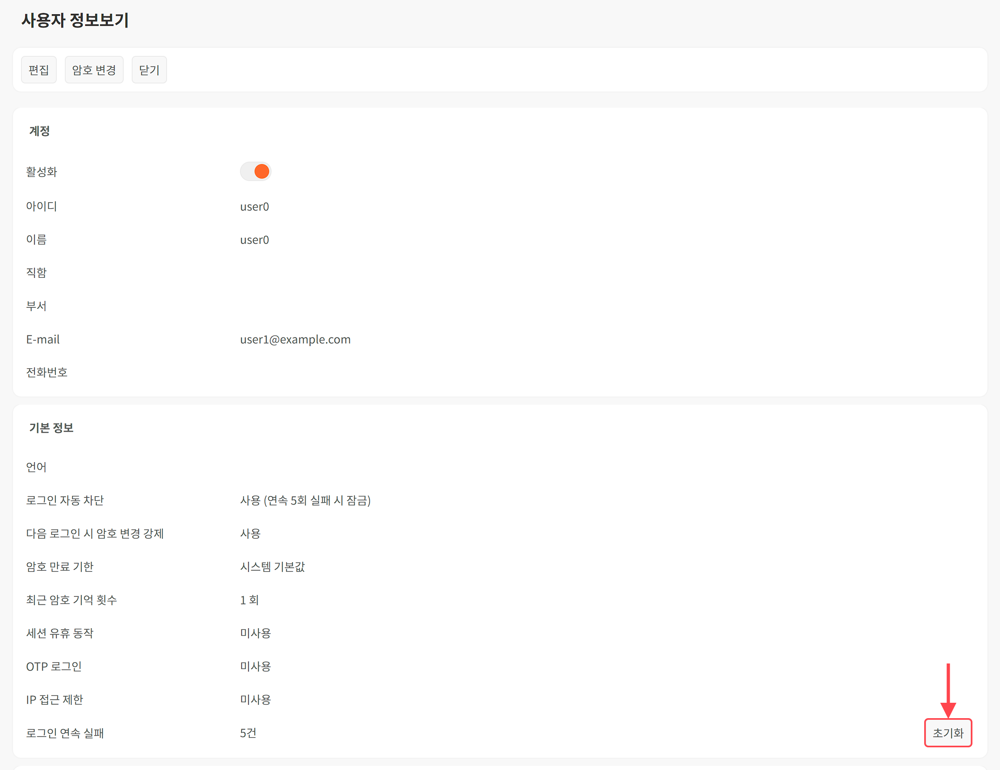 사용자 정보보기
편집 암호 변경 닫기
계정
활성화
아이디 user0
이름 user0
직함
부서
E-mail user1@example.com
전화번호
기본 정보
언어
로그인 자동 차단 사용 (연속 5회 실패 시 잠금)
다음 로그인 시 암호 변경 강제 사용
암호 만료 기한 시스템 기본값
최근 암호 기억 횟수 1 회
세션 유휴 동작 미사용
OTP 로그인 미사용
IP 접근 제한 미사용
로그인 연속 실패 5건 초기화